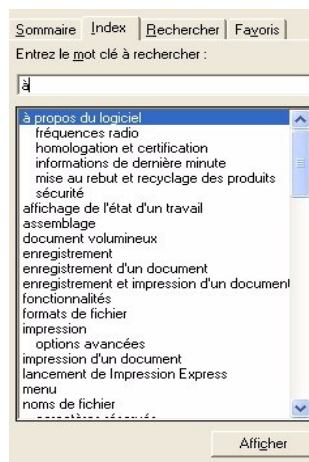 Sommaire Index Rechercher Favoris
Entrez le mot clé à rechercher :
à
à propos du logiciel
fréquences radio
homologation et certification
informations de dernière minute
mise au rebut et recyclage des produits
sécurité
affichage de l'état d'un travail
assemblage
document volumineux
enregistrement
enregistrement d'un document
enregistrement et impression d'un document
fonctionnalités
formats de fichier
impression
options avancées
impression d'un document
lancement de Impression Express
menu
noms de fichier
Afficher